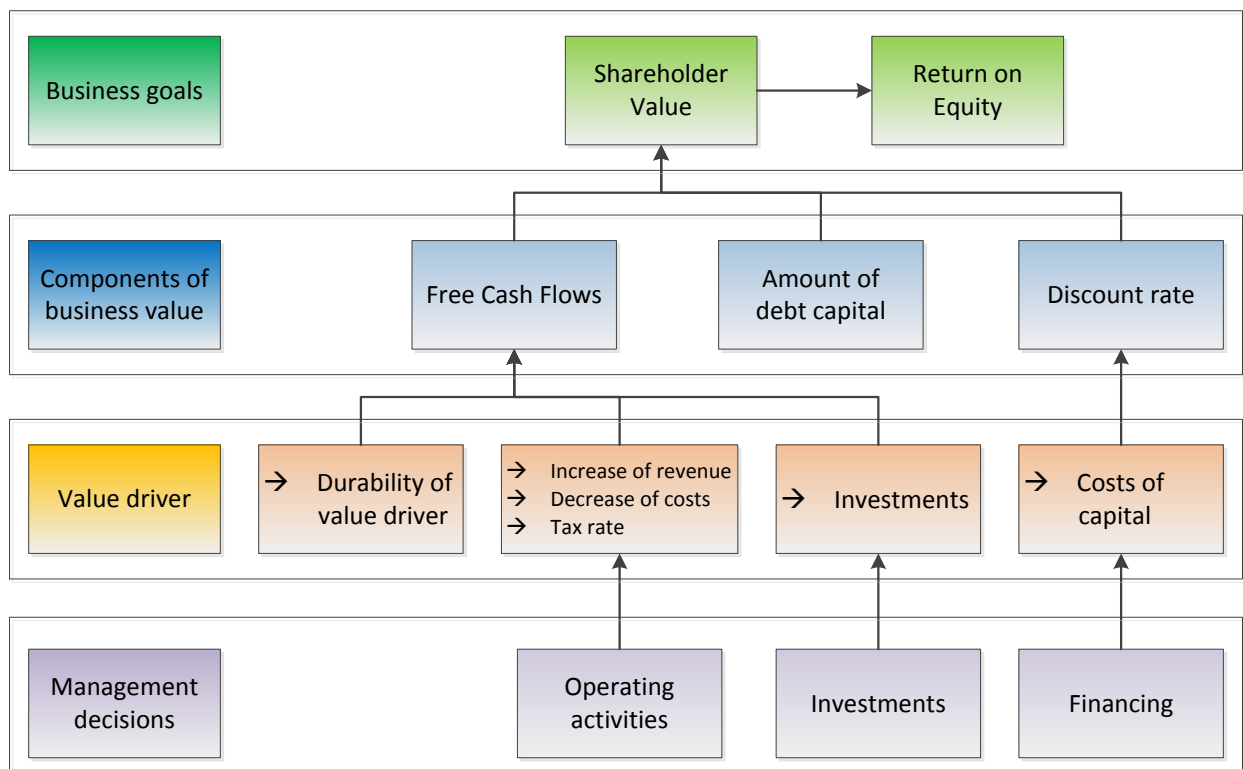 Business goals
Shareholder
Value
Return on
Equity
Components of
business value
Free Cash Flows
Amount of
debt capital
Discount rate
Value driver
→ Durability of
value driver
→ Increase of revenue
→ Decrease of costs
→ Tax rate
→ Investments
→ Costs of
capital
Management
decisions
Operating
activities
Investments
Financing